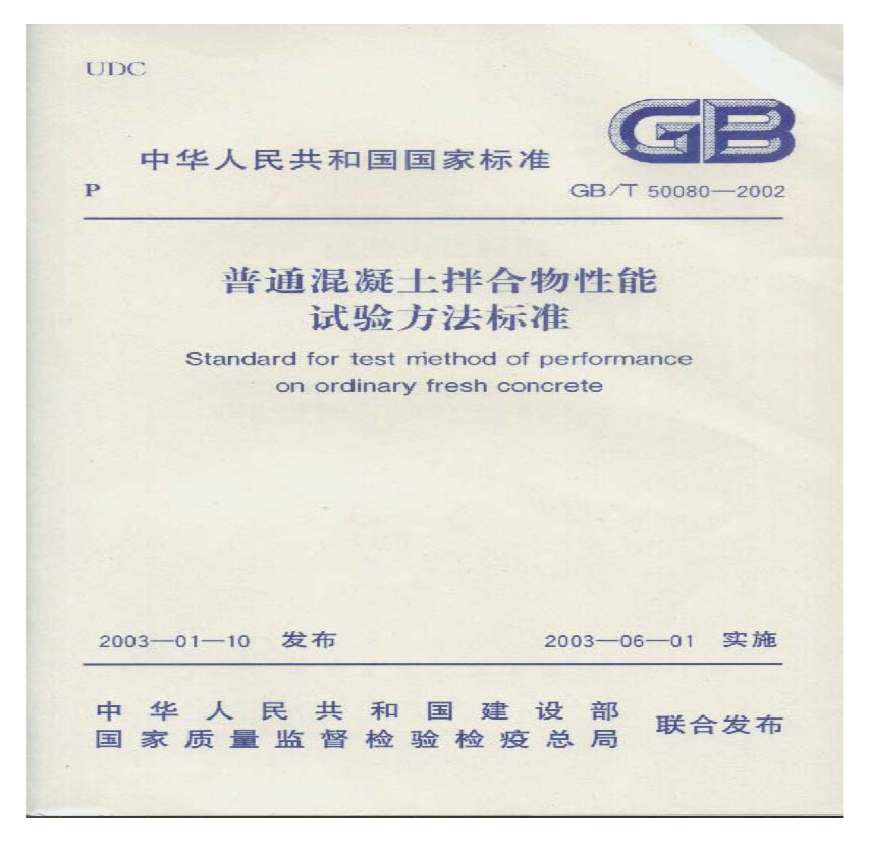 UDC
GB
中华人民共和国国家标准
P
GB/T 50080—2002
普通混凝土拌合物性能
试验方法标准
Standard for test method of performance
on ordinary fresh concrete
2003—01—10 发布
2003—06—01 实施
中华人民共和国建设部
国家质量监督检验检疫总局
联合发布